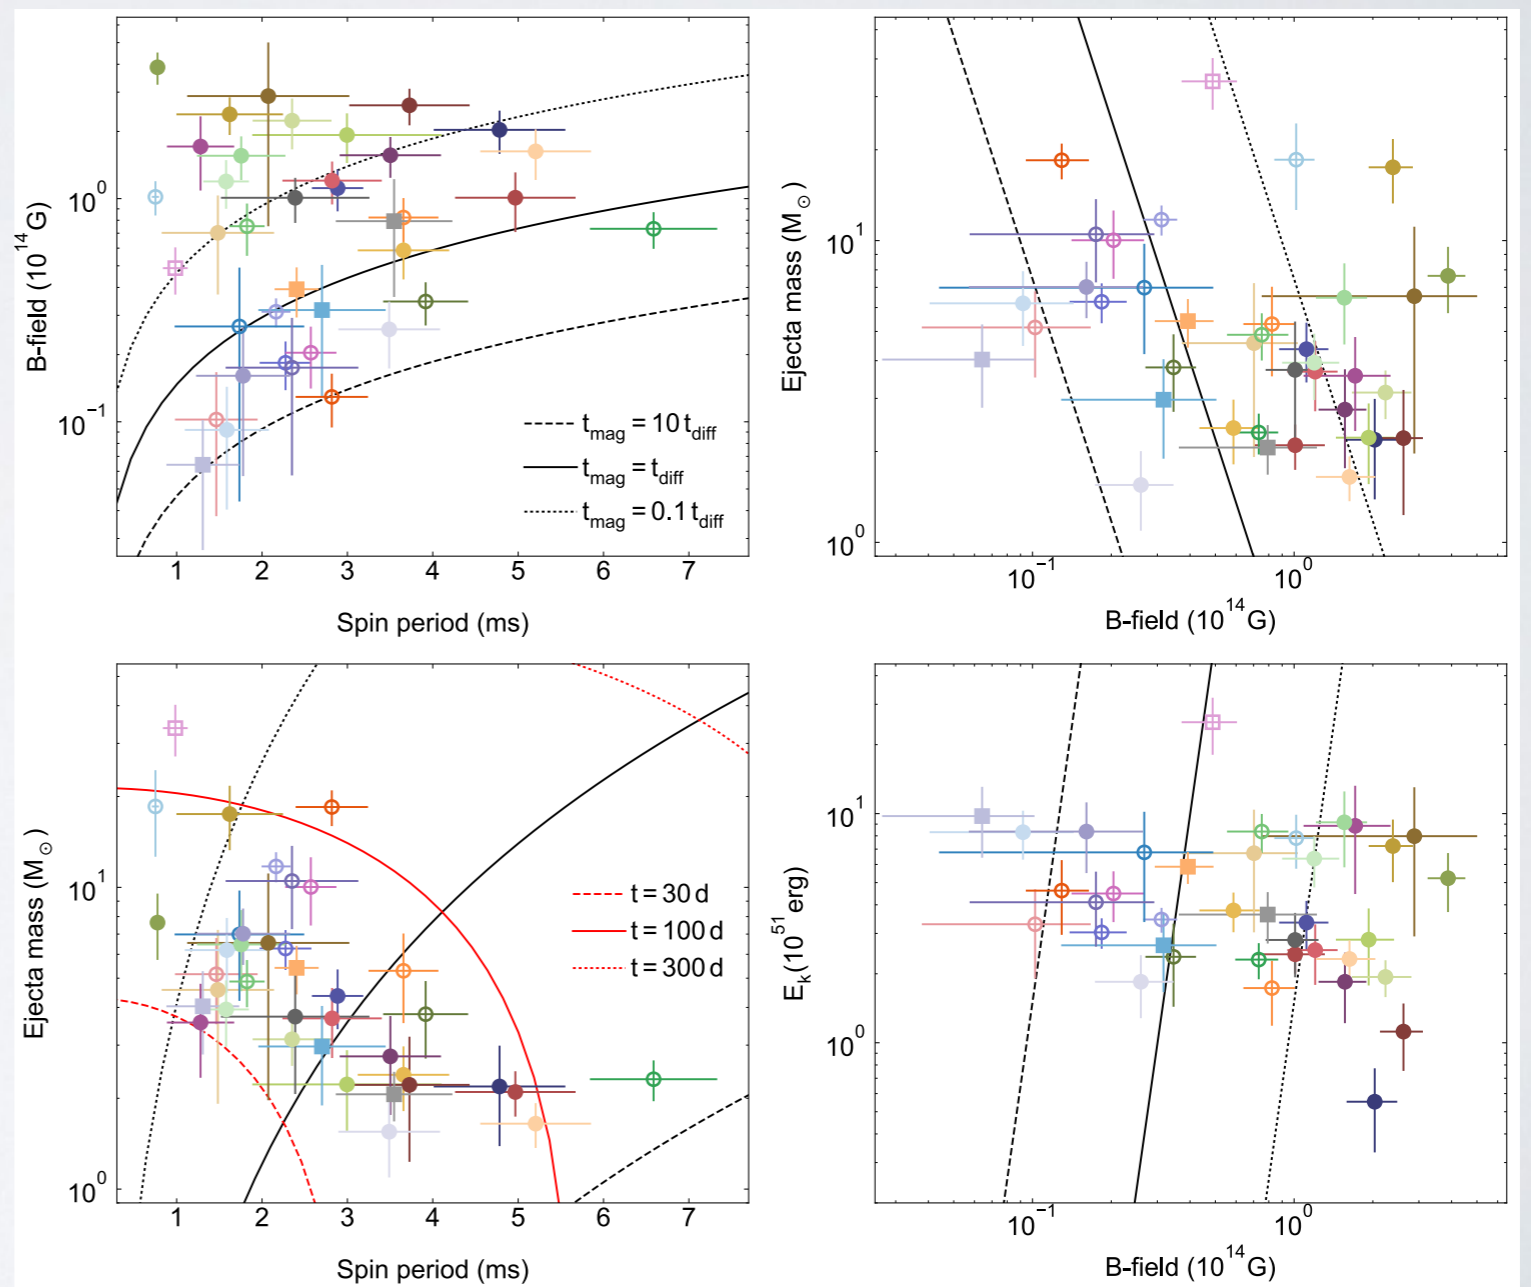 B-field (10^14 G)
10^0
10^−1
1 2 3 4 5 6 7
Spin period (ms)
t_mag = 10 t_diff
t_mag = t_diff
t_mag = 0.1 t_diff
Ejecta mass (M_⊙)
10^1
10^0
10^−1 10^0
B-field (10^14 G)
Ejecta mass (M_⊙)
10^1
10^0
1 2 3 4 5 6 7
Spin period (ms)
t = 30 d
t = 100 d
t = 300 d
E_k (10^51 erg)
10^1
10^0
10^−1 10^0
B-field (10^14 G)